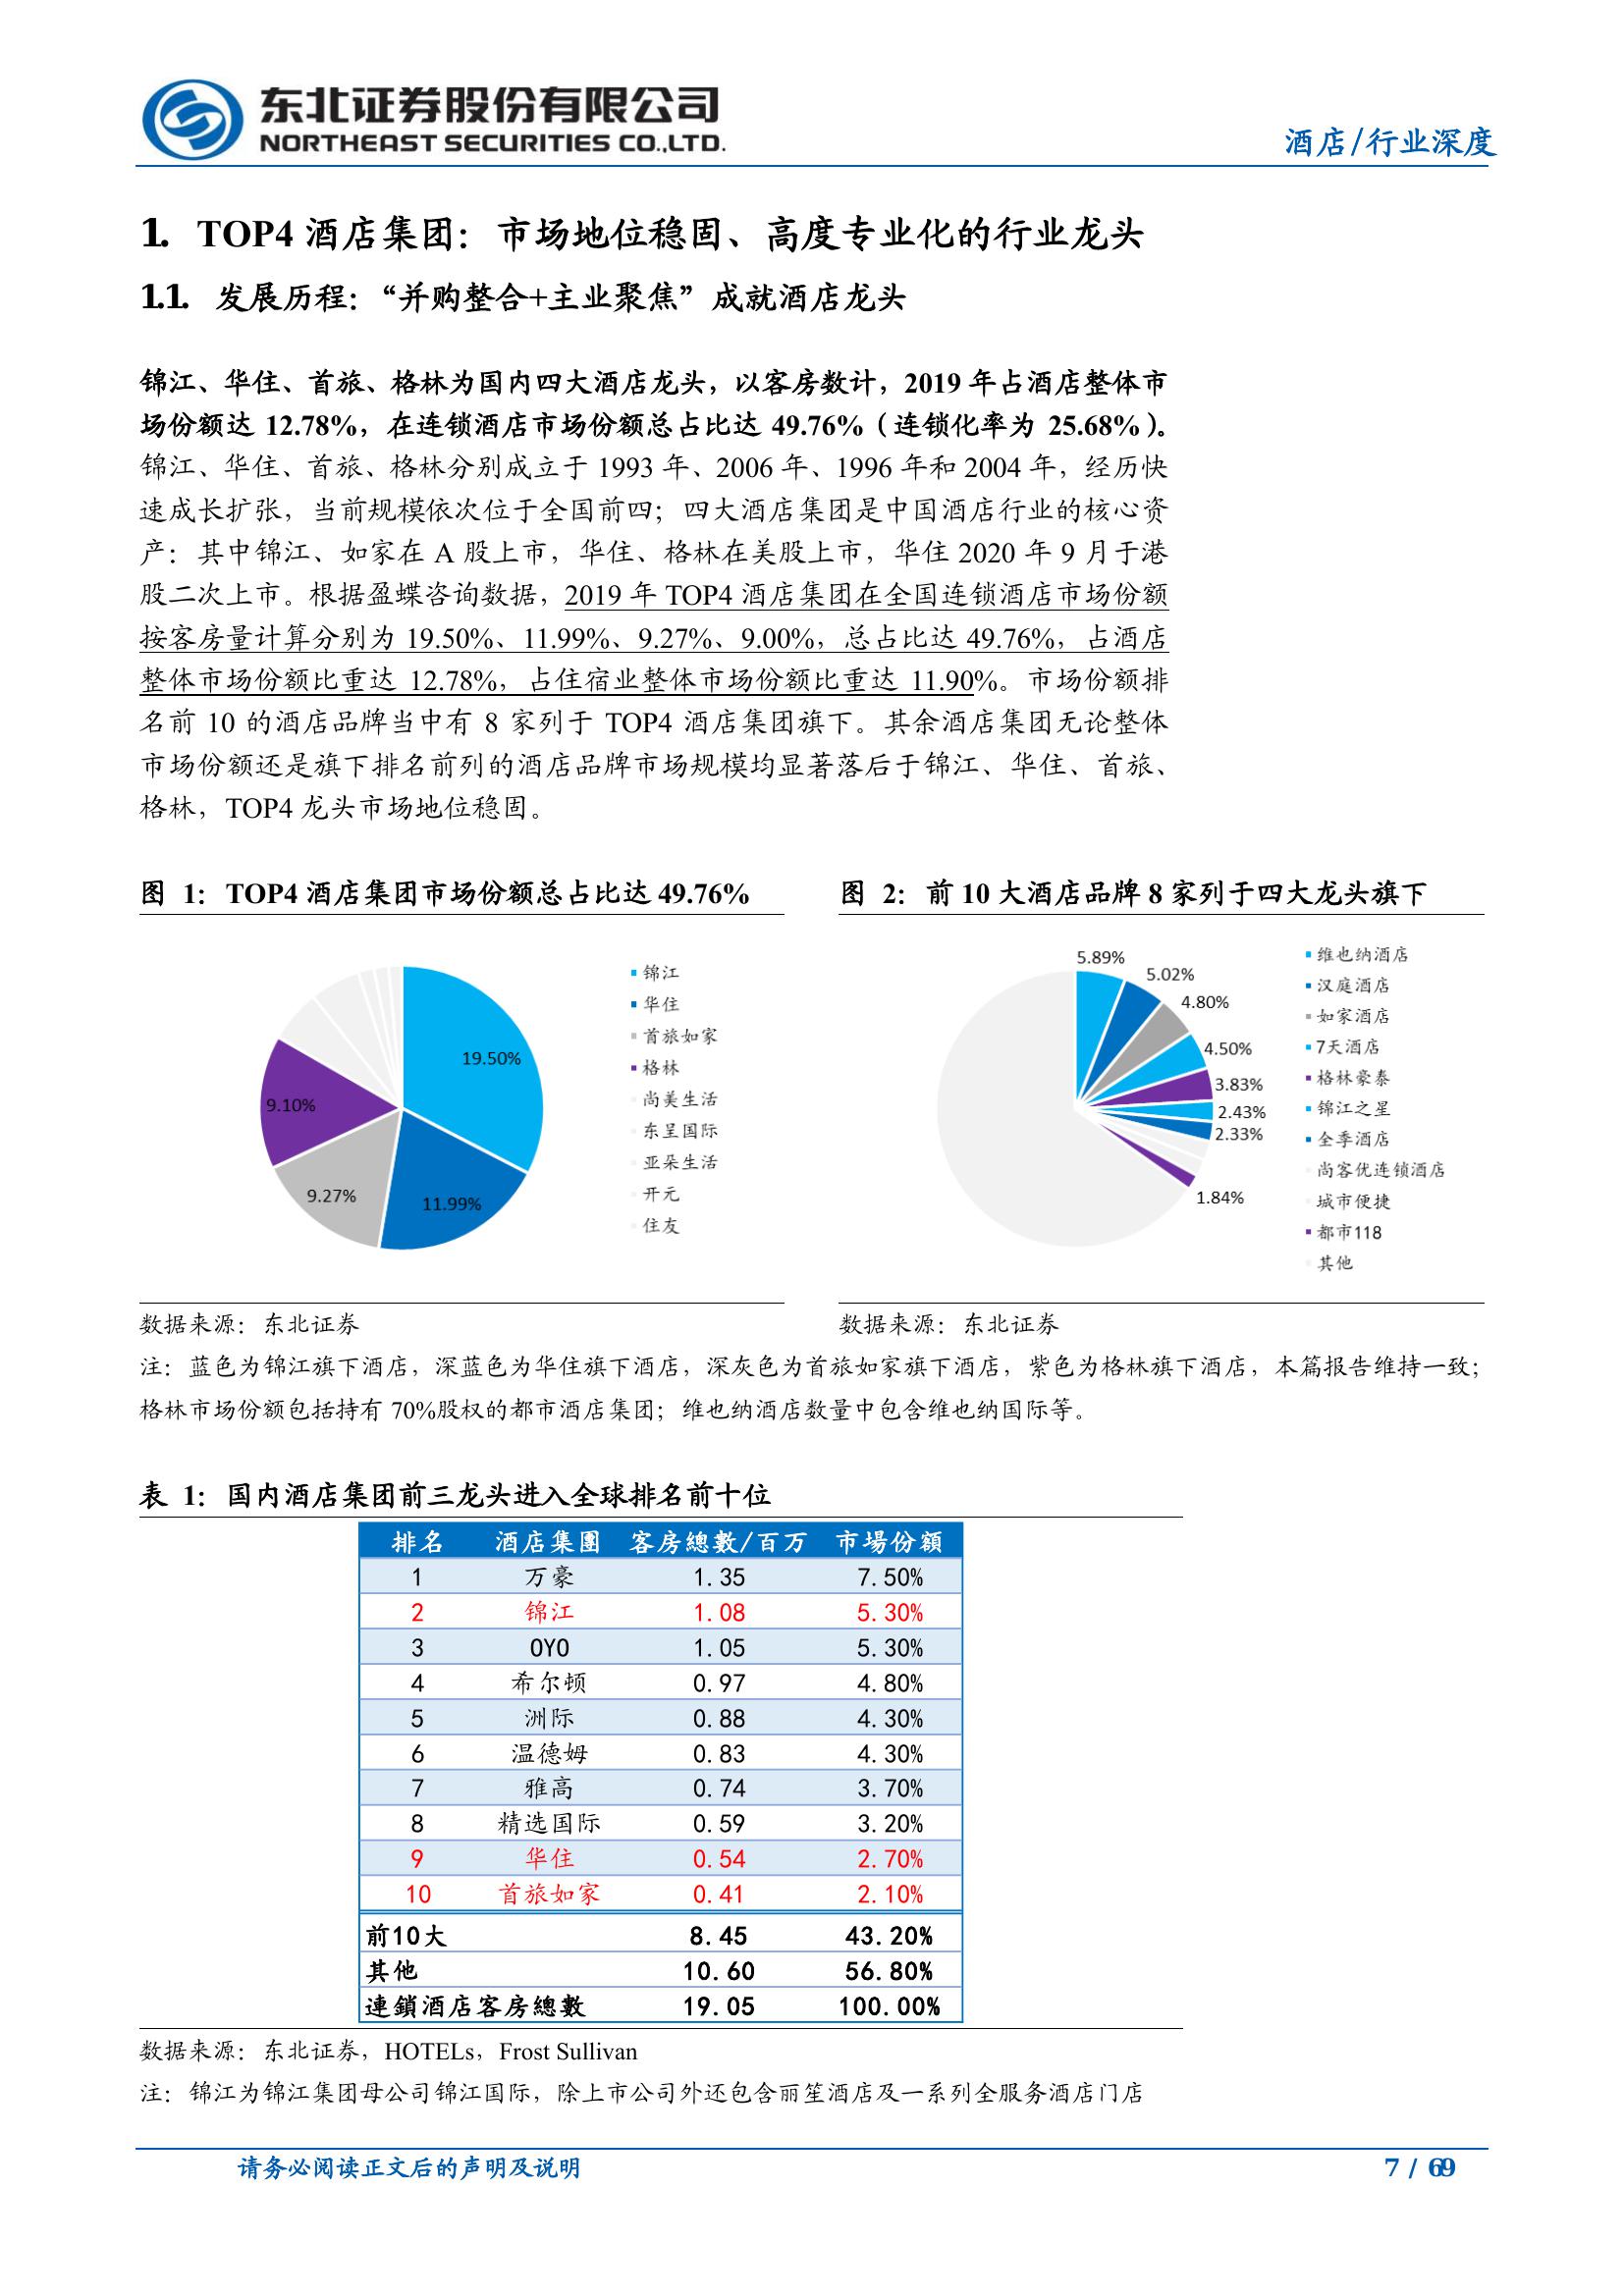 东北证券股份有限公司
NORTHEAST SECURITIES CO.,LTD.
酒店/行业深度
1. TOP4 酒店集团：市场地位稳固、高度专业化的行业龙头
1.1. 发展历程：“并购整合+主业聚焦”成就酒店龙头
锦江、华住、首旅、格林为国内四大酒店龙头，以客房数计，2019 年占酒店整体市
场份额达 12.78%，在连锁酒店市场份额总占比达 49.76%（连锁化率为 25.68%）。
锦江、华住、首旅、格林分别成立于 1993 年、2006 年、1996 年和 2004 年，经历快
速成长扩张，当前规模依次位于全国前四；四大酒店集团是中国酒店行业的核心资
产：其中锦江、如家在 A 股上市，华住、格林在美股上市，华住 2020 年 9 月于港
股二次上市。根据盈蝶咨询数据，2019 年 TOP4 酒店集团在全国连锁酒店市场份额
按客房量计算分别为 19.50%、11.99%、9.27%、9.00%，总占比达 49.76%，占酒店
整体市场份额比重达 12.78%，占住宿业整体市场份额比重达 11.90%。市场份额排
名前 10 的酒店品牌当中有 8 家列于 TOP4 酒店集团旗下。其余酒店集团无论整体
市场份额还是旗下排名前列的酒店品牌市场规模均显著落后于锦江、华住、首旅、
格林，TOP4 龙头市场地位稳固。
图 1：TOP4 酒店集团市场份额总占比达 49.76%
19.50%
11.99%
9.27%
9.10%
锦江
华住
首旅如家
格林
尚美生活
东呈国际
亚朵生活
开元
住友
数据来源：东北证券
图 2：前 10 大酒店品牌 8 家列于四大龙头旗下
5.89%
5.02%
4.80%
4.50%
3.83%
2.43%
2.33%
1.84%
维也纳酒店
汉庭酒店
如家酒店
7天酒店
格林豪泰
锦江之星
全季酒店
尚客优连锁酒店
城市便捷
都市118
其他
数据来源：东北证券
注：蓝色为锦江旗下酒店，深蓝色为华住旗下酒店，深灰色为首旅如家旗下酒店，紫色为格林旗下酒店，本篇报告维持一致；
格林市场份额包括持有 70%股权的都市酒店集团；维也纳酒店数量中包含维也纳国际等。
表 1：国内酒店集团前三龙头进入全球排名前十位
排名 酒店集團 客房總數/百万 市場份額
1 万豪 1.35 7.50%
2 锦江 1.08 5.30%
3 OYO 1.05 5.30%
4 希尔顿 0.97 4.80%
5 洲际 0.88 4.30%
6 温德姆 0.83 4.30%
7 雅高 0.74 3.70%
8 精选国际 0.59 3.20%
9 华住 0.54 2.70%
10 首旅如家 0.41 2.10%
前10大 8.45 43.20%
其他 10.60 56.80%
連鎖酒店客房總數 19.05 100.00%
数据来源：东北证券，HOTELs，Frost Sullivan
注：锦江为锦江集团母公司锦江国际，除上市公司外还包含丽笙酒店及一系列全服务酒店门店
请务必阅读正文后的声明及说明
7 / 69